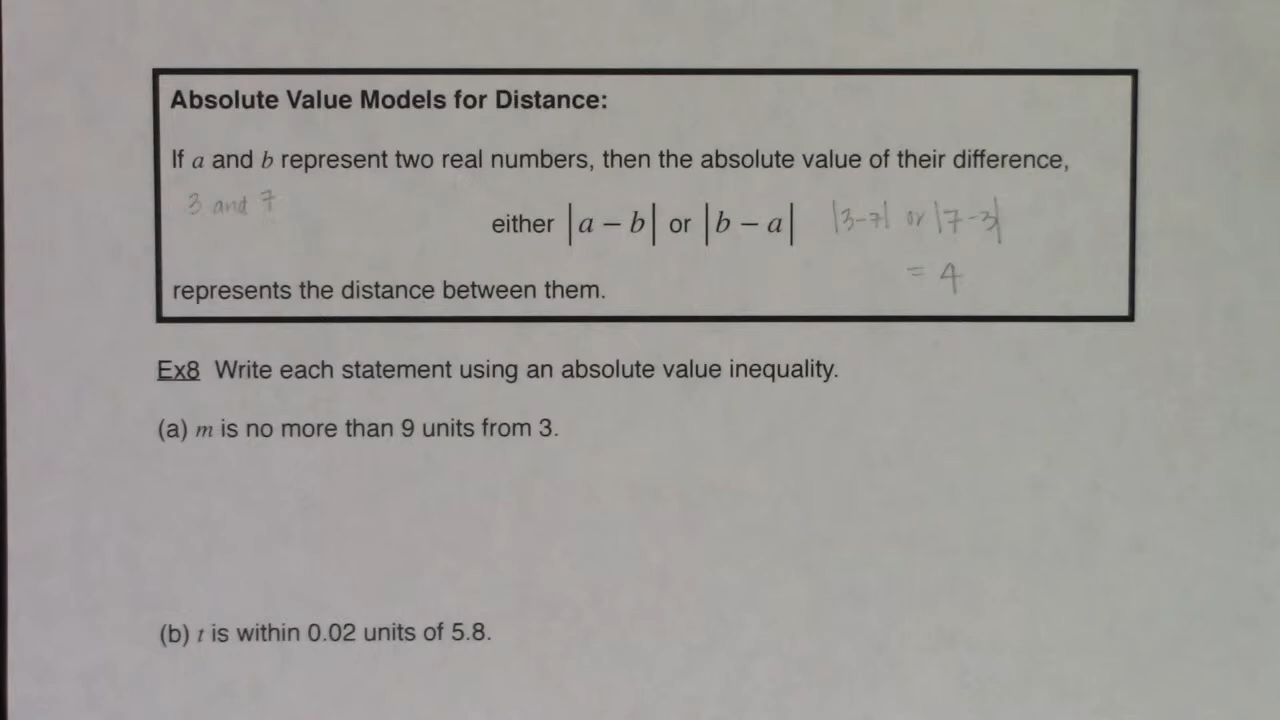 Absolute Value Models for Distance:
If a and b represent two real numbers, then the absolute value of their difference,
3 and 7
either |a − b| or |b − a| |3-7| or |7-3|
= 4
represents the distance between them.
Ex8 Write each statement using an absolute value inequality.
(a) m is no more than 9 units from 3.
(b) t is within 0.02 units of 5.8.